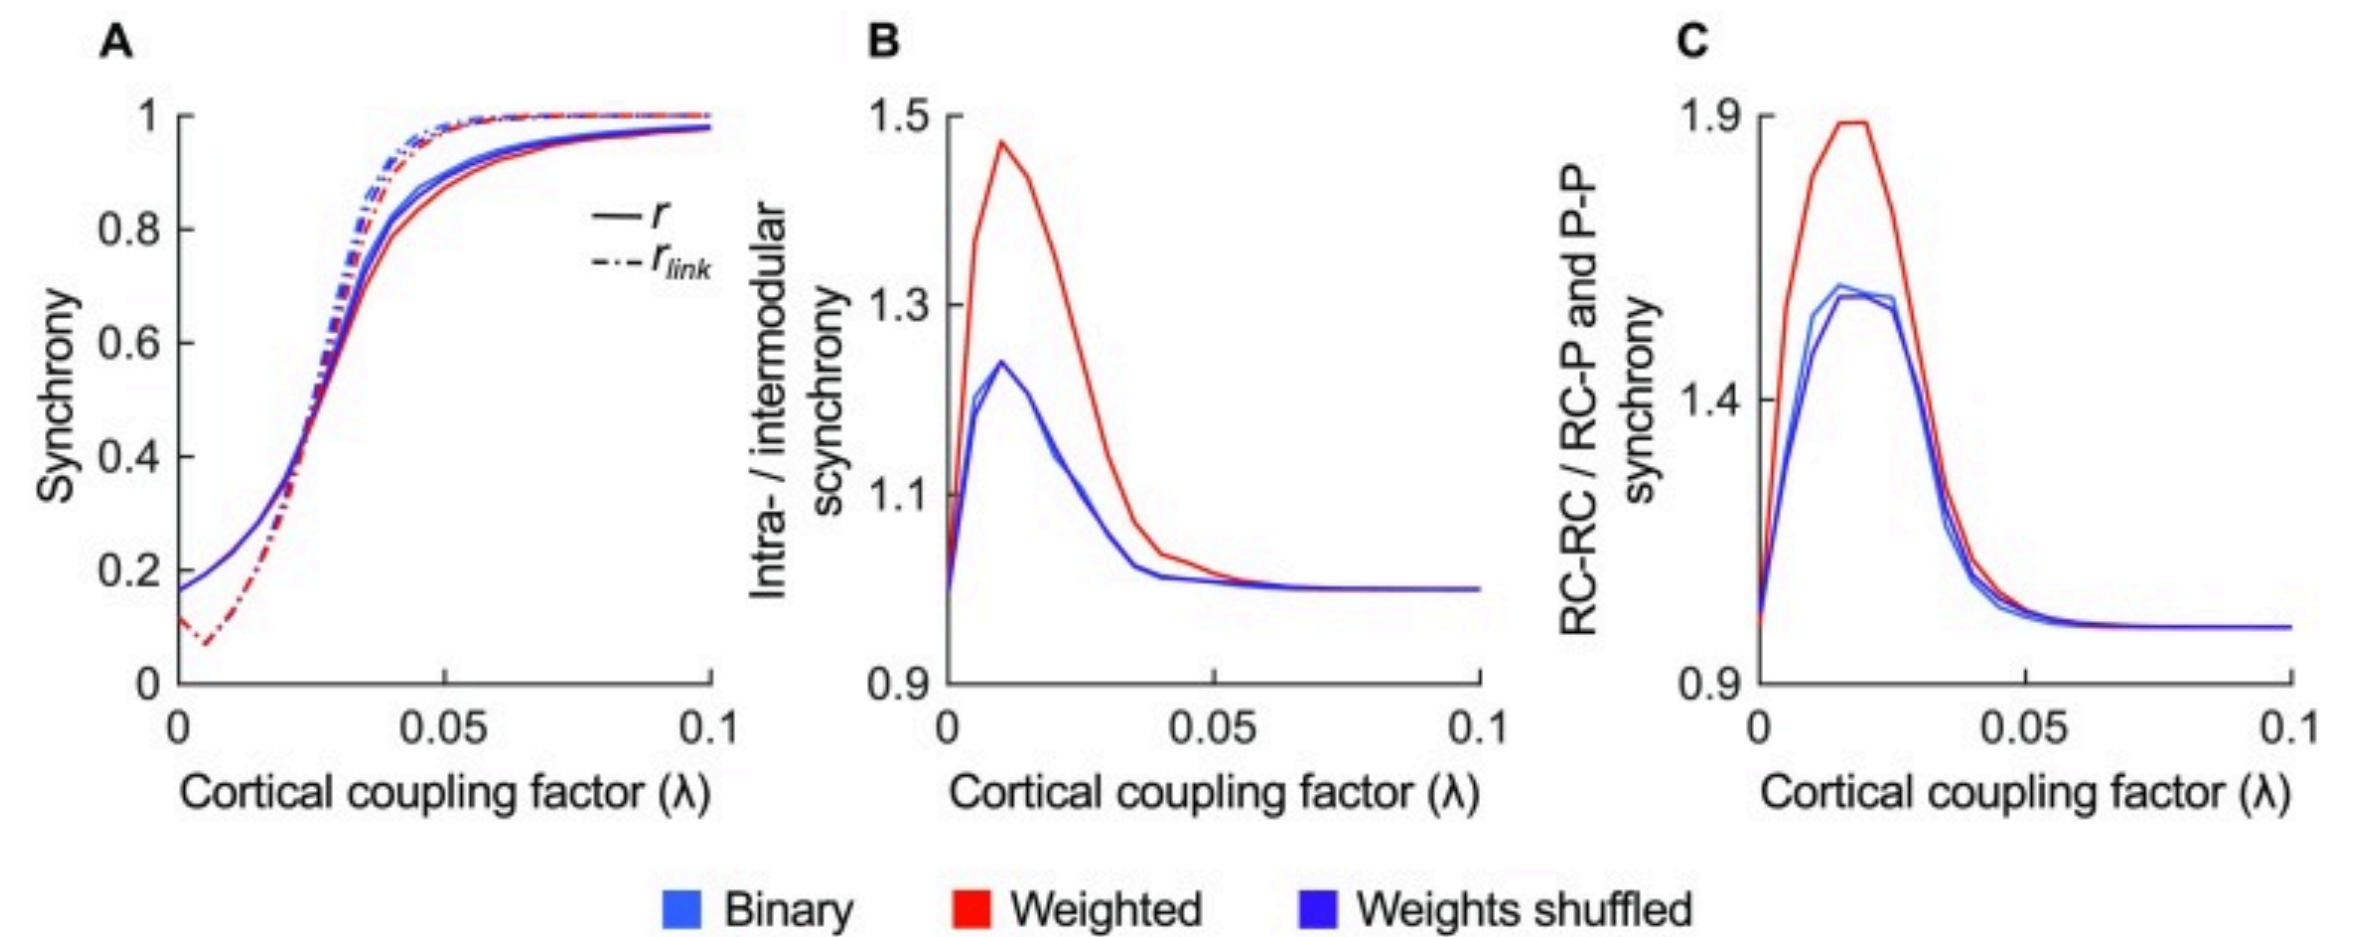 A
B
C
1
0.8
0.6
0.4
0.2
0
0
0.05
0.1
Synchrony
Cortical coupling factor (λ)
r
rlink
1.5
1.3
1.1
0.9
0
0.05
0.1
Intra- / intermodular
scynchrony
Cortical coupling factor (λ)
1.9
1.4
0.9
0
0.05
0.1
RC-RC / RC-P and P-P
synchrony
Cortical coupling factor (λ)
Binary
Weighted
Weights shuffled